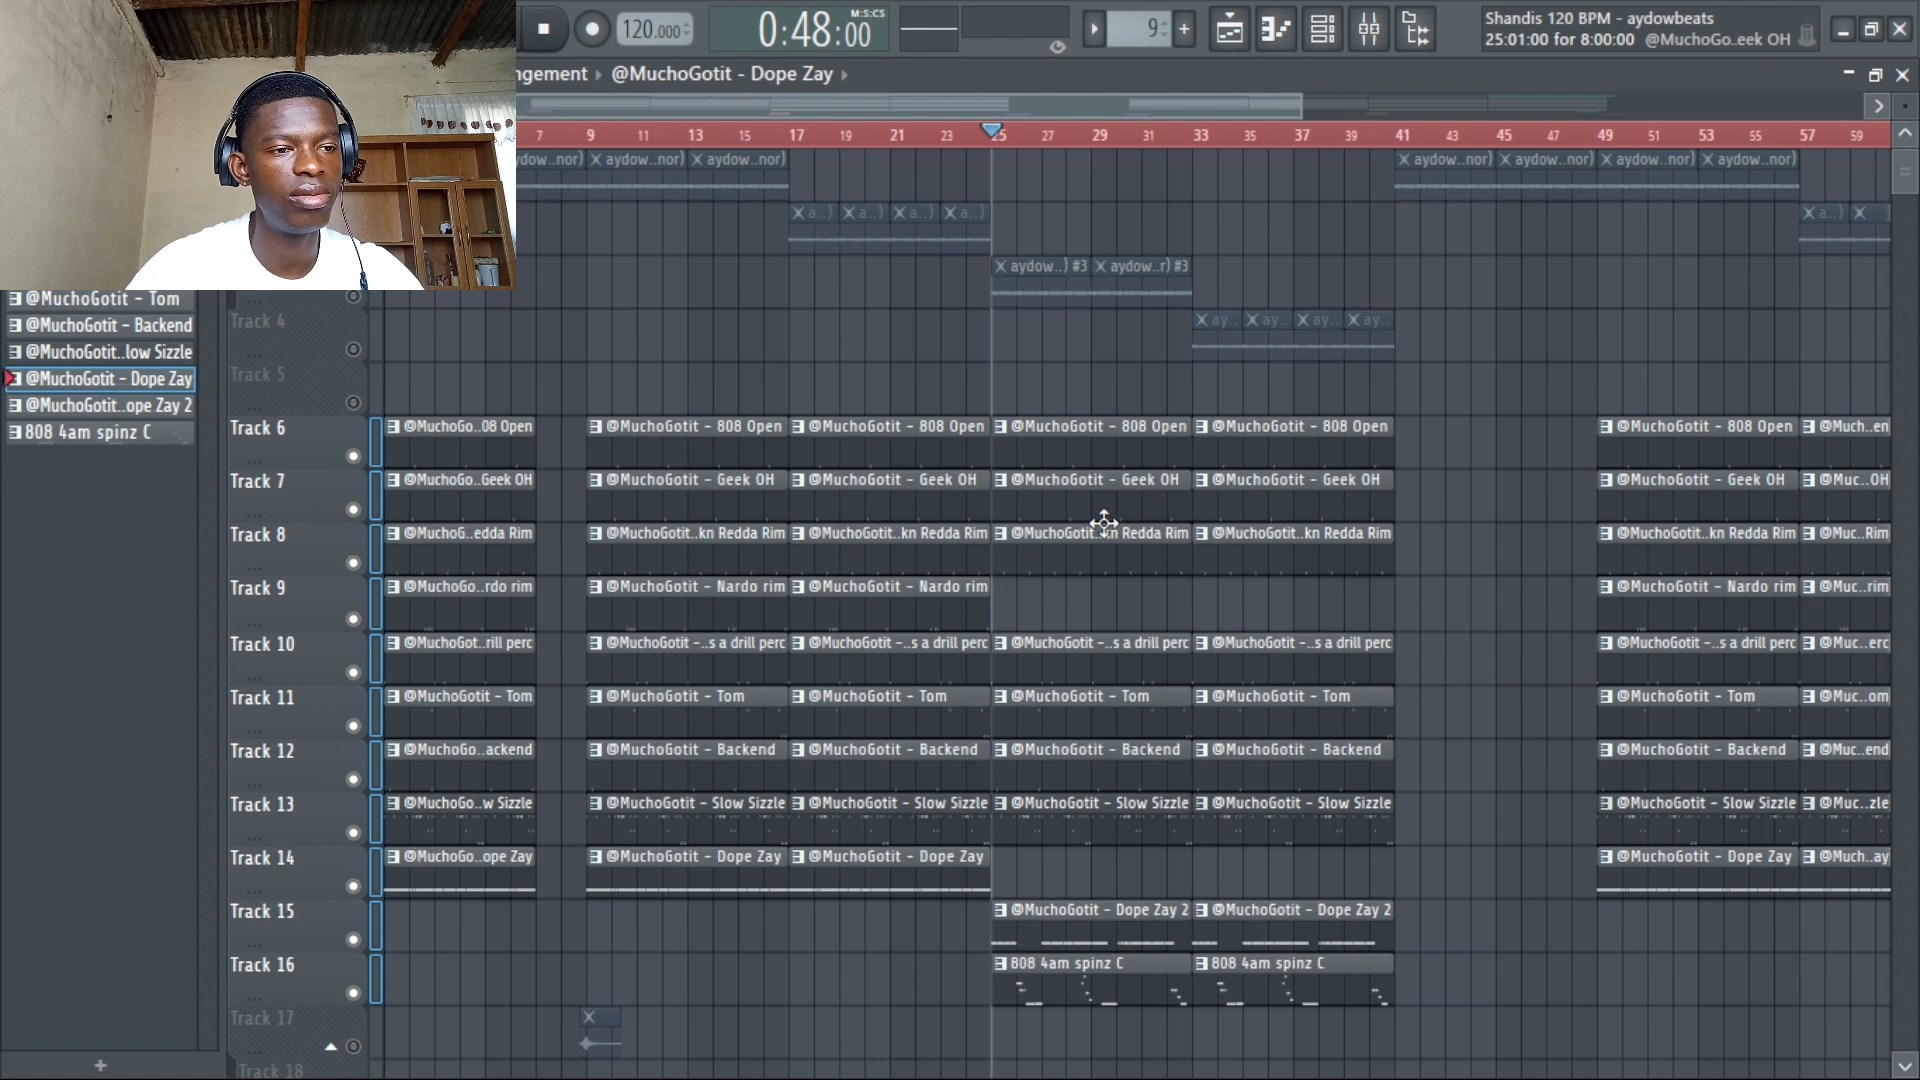 120.000
0:48:00
M:S:CS
9
Shandis 120 BPM - aydowbeats
25:01:00 for 8:00:00 @MuchoGo..eek OH
ngement @MuchoGotit - Dope Zay
7 9 11 13 15 17 19 21 23 25 27 29 31 33 35 37 39 41 43 45 47 49 51 53 55 57 59
ydow..nor) aydow..nor) aydow..nor) aydow..nor) aydow..nor) aydow..nor) aydow..nor)
a..) a..) a..) a..) a..)
aydow..) #3 aydow..r) #3
@MuchoGotit - Tom
@MuchoGotit - Backend
@MuchoGotit..low Sizzle
@MuchoGotit - Dope Zay
@MuchoGotit..ope Zay 2
808 4am spinz C
Track 4 ay.. ay.. ay.. ay..
Track 5
Track 6 @MuchoGo..08 Open @MuchoGotit - 808 Open @MuchoGotit - 808 Open @MuchoGotit - 808 Open @MuchoGotit - 808 Open @MuchoGotit - 808 Open @Much..en
Track 7 @MuchoGo..Geek OH @MuchoGotit - Geek OH @MuchoGotit - Geek OH @MuchoGotit - Geek OH @MuchoGotit - Geek OH @MuchoGotit - Geek OH @Muc..OH
Track 8 @MuchoG..edda Rim @MuchoGotit..kn Redda Rim @MuchoGotit..kn Redda Rim @MuchoGotit..kn Redda Rim @MuchoGotit..kn Redda Rim @MuchoGotit..kn Redda Rim @Muc..Rim
Track 9 @MuchoGo..rdo rim @MuchoGotit - Nardo rim @MuchoGotit - Nardo rim @MuchoGotit - Nardo rim @Muc..rim
Track 10 @MuchoGot..rill perc @MuchoGotit -..s a drill perc @MuchoGotit -..s a drill perc @MuchoGotit -..s a drill perc @MuchoGotit -..s a drill perc @MuchoGotit -..s a drill perc @Muc..erc
Track 11 @MuchoGotit - Tom @MuchoGotit - Tom @MuchoGotit - Tom @MuchoGotit - Tom @MuchoGotit - Tom @MuchoGotit - Tom @Muc..om
Track 12 @MuchoGo..ackend @MuchoGotit - Backend @MuchoGotit - Backend @MuchoGotit - Backend @MuchoGotit - Backend @MuchoGotit - Backend @Muc..end
Track 13 @MuchoGo..w Sizzle @MuchoGotit - Slow Sizzle @MuchoGotit - Slow Sizzle @MuchoGotit - Slow Sizzle @MuchoGotit - Slow Sizzle @MuchoGotit - Slow Sizzle @Muc..zle
Track 14 @MuchoGo..ope Zay @MuchoGotit - Dope Zay @MuchoGotit - Dope Zay @MuchoGotit - Dope Zay @Much..ay
Track 15 @MuchoGotit - Dope Zay 2 @MuchoGotit - Dope Zay 2
Track 16 808 4am spinz C 808 4am spinz C
Track 17
Track 18